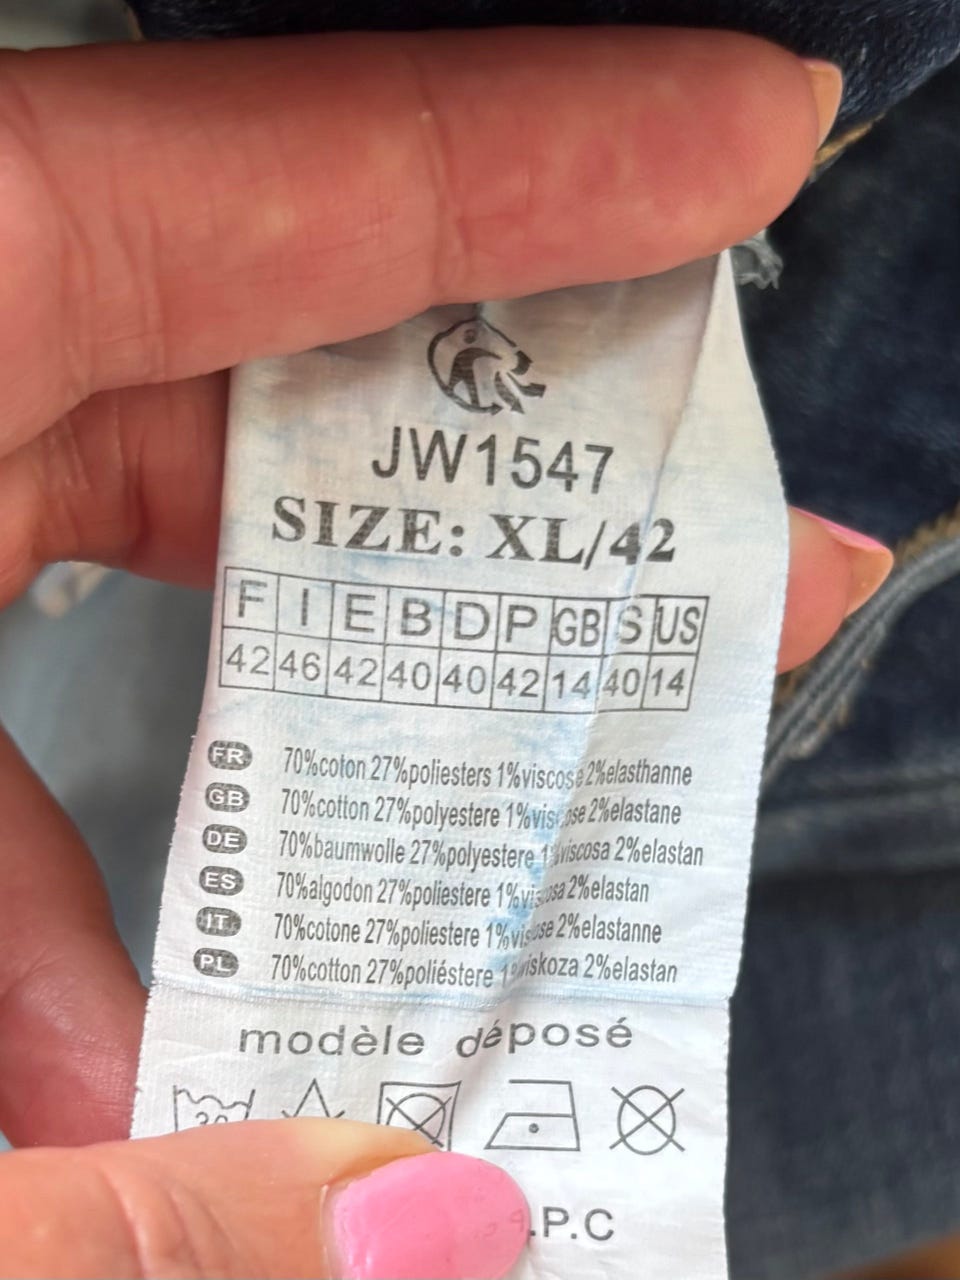 JW1547
SIZE: XL/42
F I E B D P GB S US
42 46 42 40 40 42 14 40 14
FR 70%coton 27%poliesters 1%viscose 2%elasthanne
GB 70%cotton 27%polyestere 1%viscose 2%elastane
DE 70%baumwolle 27%polyestere 1%viscosa 2%elastan
ES 70%algodon 27%poliestere 1%viscosa 2%elastan
IT 70%cotone 27%poliestere 1%viscose 2%elastanne
PL 70%cotton 27%poliéstere 1%wiskoza 2%elastan
modèle déposé
30
.P.C